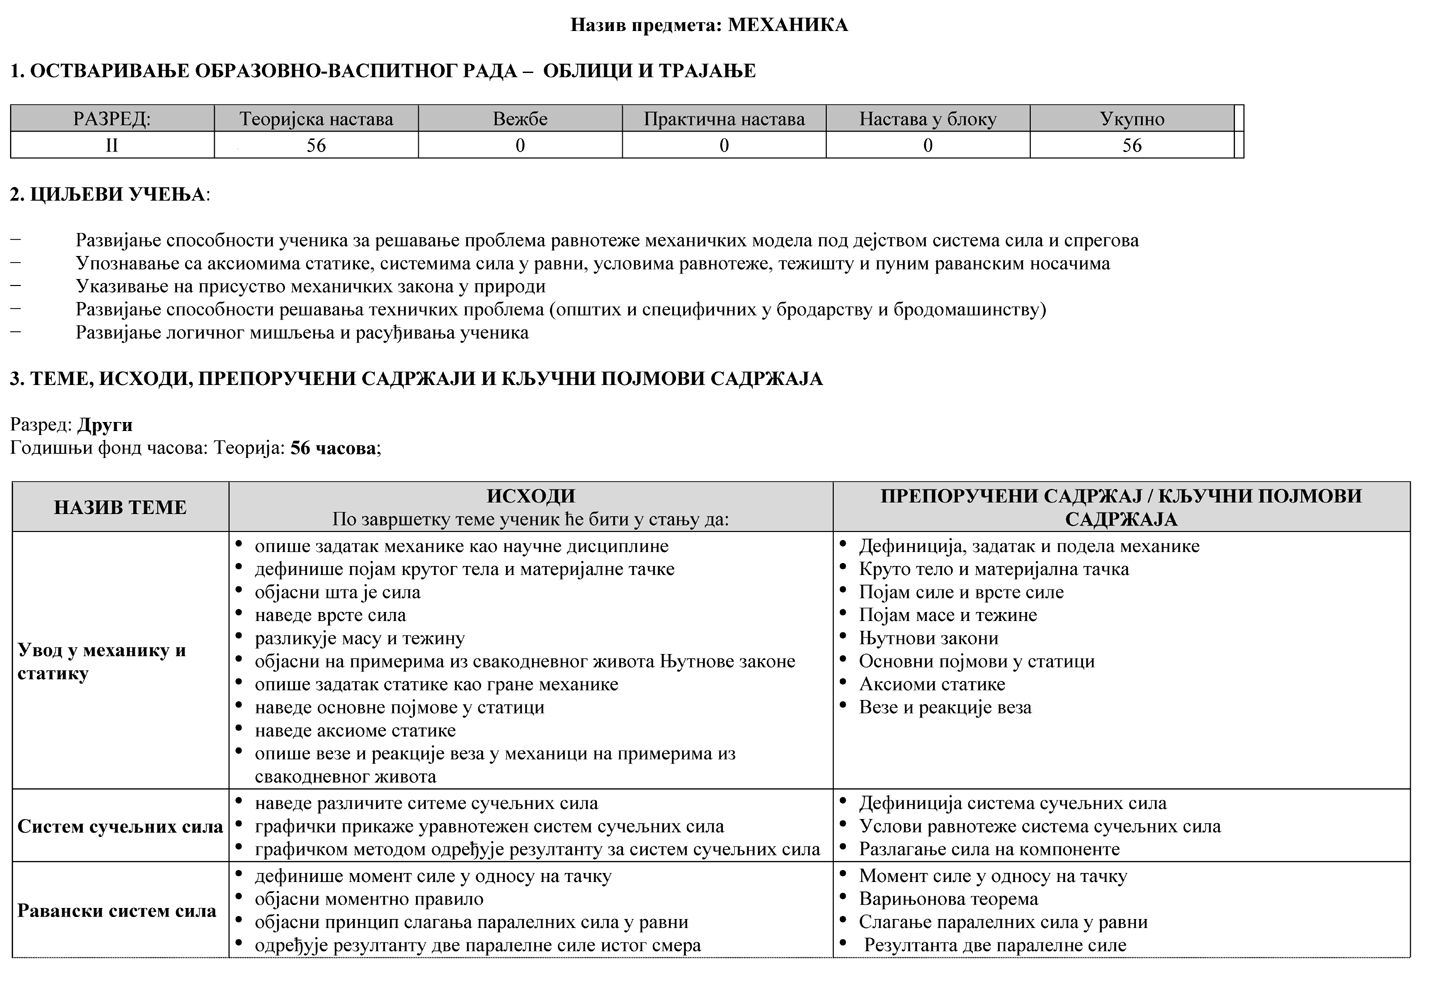 Назив предмета: МЕХАНИКА
1. ОСТВАРИВАЊЕ ОБРАЗОВНО-ВАСПИТНОГ РАДА – ОБЛИЦИ И ТРАЈАЊЕ
РАЗРЕД: Теоријска настава Вежбе Практична настава Настава у блоку Укупно
II 56 0 0 0 56
2. ЦИЉЕВИ УЧЕЊА:
– Развијање способности ученика за решавање проблема равнотеже механичких модела под дејством система сила и спрегова
– Упознавање са аксиомима статике, системима сила у равни, условима равнотеже, тежишту и пуним раванским носачима
– Указивање на присуство механичких закона у природи
– Развијање способности решавања техничких проблема (општих и специфичних у бродарству и бродомашинству)
– Развијање логичног мишљења и расуђивања ученика
3. ТЕМЕ, ИСХОДИ, ПРЕПОРУЧЕНИ САДРЖАЈИ И КЉУЧНИ ПОЈМОВИ САДРЖАЈА
Разред: Други
Годишњи фонд часова: Теорија: 56 часова;
НАЗИВ ТЕМЕ
ИСХОДИ
По завршетку теме ученик ће бити у стању да:
ПРЕПОРУЧЕНИ САДРЖАЈ / КЉУЧНИ ПОЈМОВИ
САДРЖАЈА
Увод у механику и
статику
• опише задатак механике као научне дисциплине
• дефинише појам крутог тела и материјалне тачке
• објасни шта је сила
• наведе врсте сила
• разликује масу и тежину
• објасни на примерима из свакодневног живота Њутнове законе
• опише задатак статике као гране механике
• наведе основне појмове у статици
• наведе аксиоме статике
• опише везе и реакције веза у механици на примерима из
свакодневног живота
• Дефиниција, задатак и подела механике
• Круто тело и материјална тачка
• Појам силе и врсте силе
• Појам масе и тежине
• Њутнови закони
• Основни појмови у статици
• Аксиоми статике
• Везе и реакције веза
Систем сучељних сила
• наведе различите ситеме сучељних сила
• графички прикаже уравнотежен систем сучељних сила
• графичком методом одређује резултанту за систем сучељних сила
• Дефиниција система сучељних сила
• Услови равнотеже система сучељних сила
• Разлагање сила на компоненте
Равански систем сила
• дефинише момент силе у односу на тачку
• објасни моментно правило
• објасни принцип слагања паралелних сила у равни
• одређује резултанту две паралелне силе истог смера
• Момент силе у односу на тачку
• Варињонова теорема
• Слагање паралелних сила у равни
• Резултанта две паралелне силе